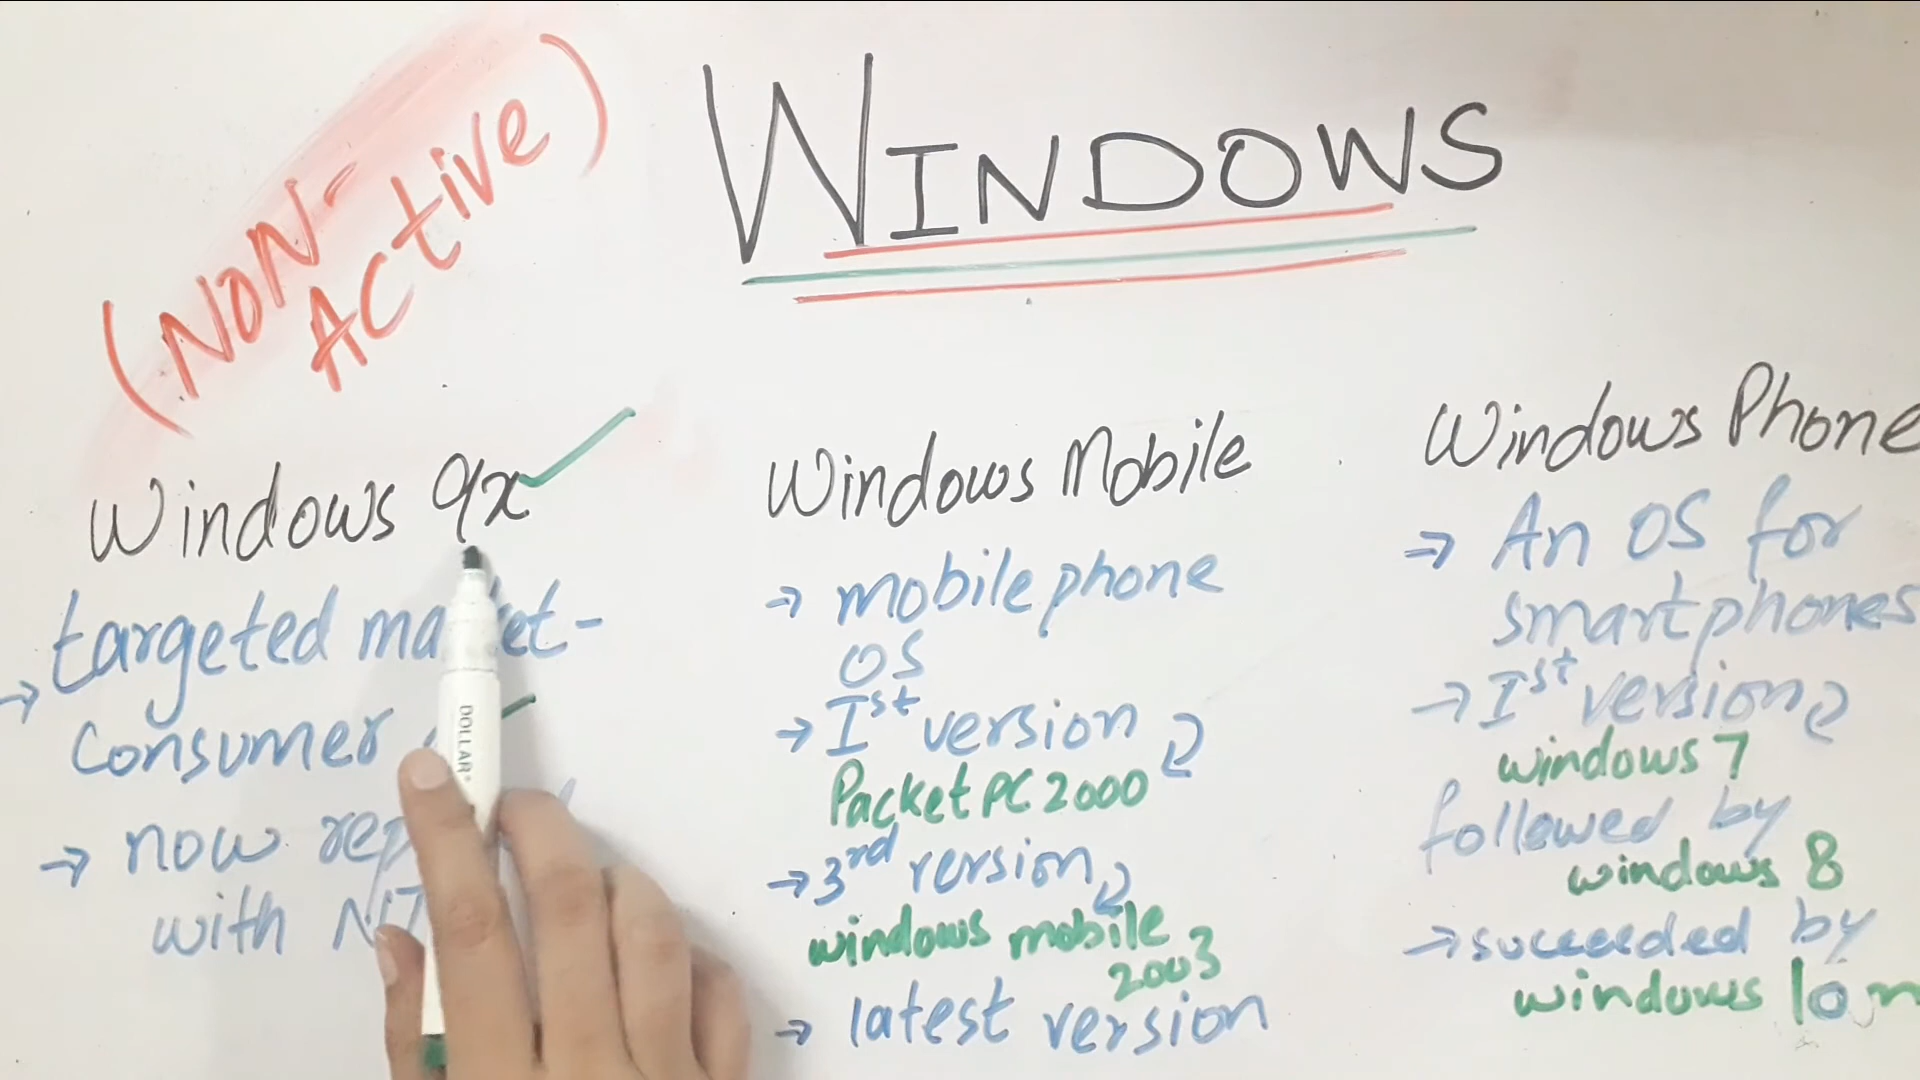 (NON-
ACtive)
WINDOWS
Windows 9x
→ targeted market-
Consumer
→ now
with NT
DOLLAR
Windows Mobile
→ mobile phone
OS
→ Ist version
Packet PC 2000
→ 3rd version
windows mobile
2003
→ latest version
Windows Phone
→ An OS for
smartphones
→ Ist version
windows 7
followed by
windows 8
→ succeeded by
windows 10 m